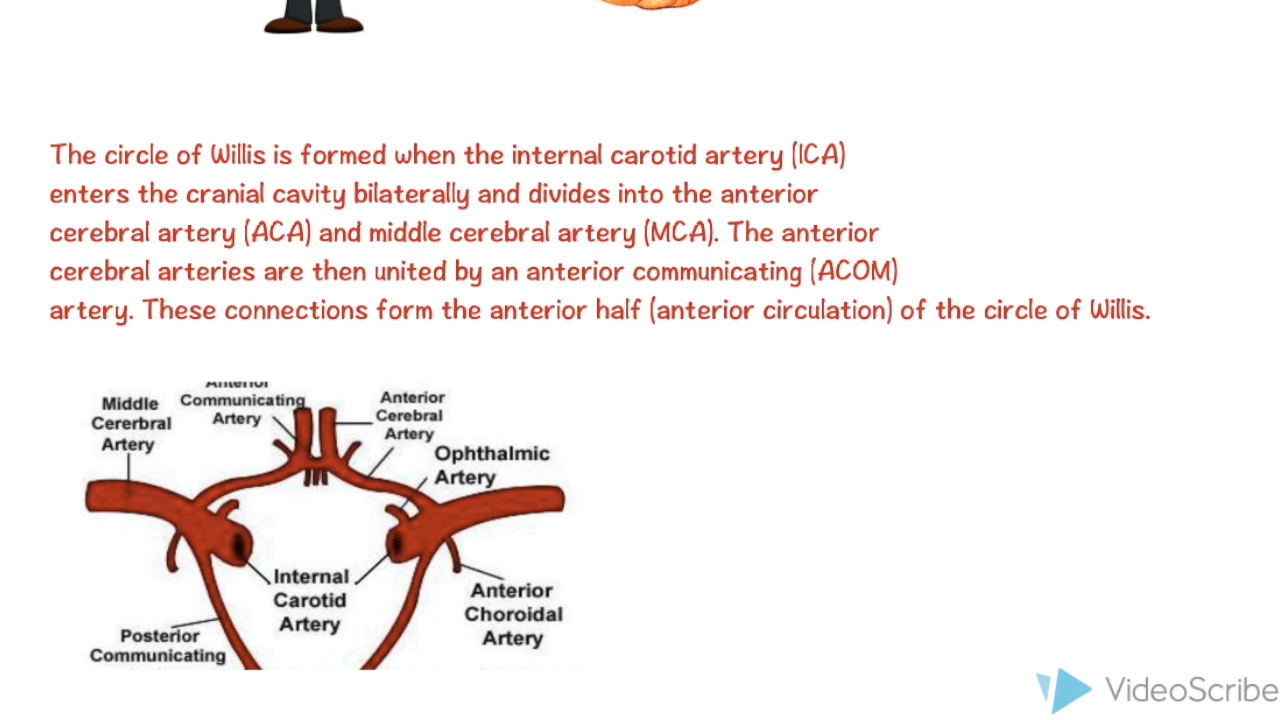 The circle of Willis is formed when the internal carotid artery (ICA)
enters the cranial cavity bilaterally and divides into the anterior
cerebral artery (ACA) and middle cerebral artery (MCA). The anterior
cerebral arteries are then united by an anterior communicating (ACOM)
artery. These connections form the anterior half (anterior circulation) of the circle of Willis.
Middle
Cererbral
Artery
Anterior
Communicating
Artery
Anterior
Cerebral
Artery
Ophthalmic
Artery
Internal
Carotid
Artery
Anterior
Choroidal
Artery
Posterior
Communicating
VideoScribe